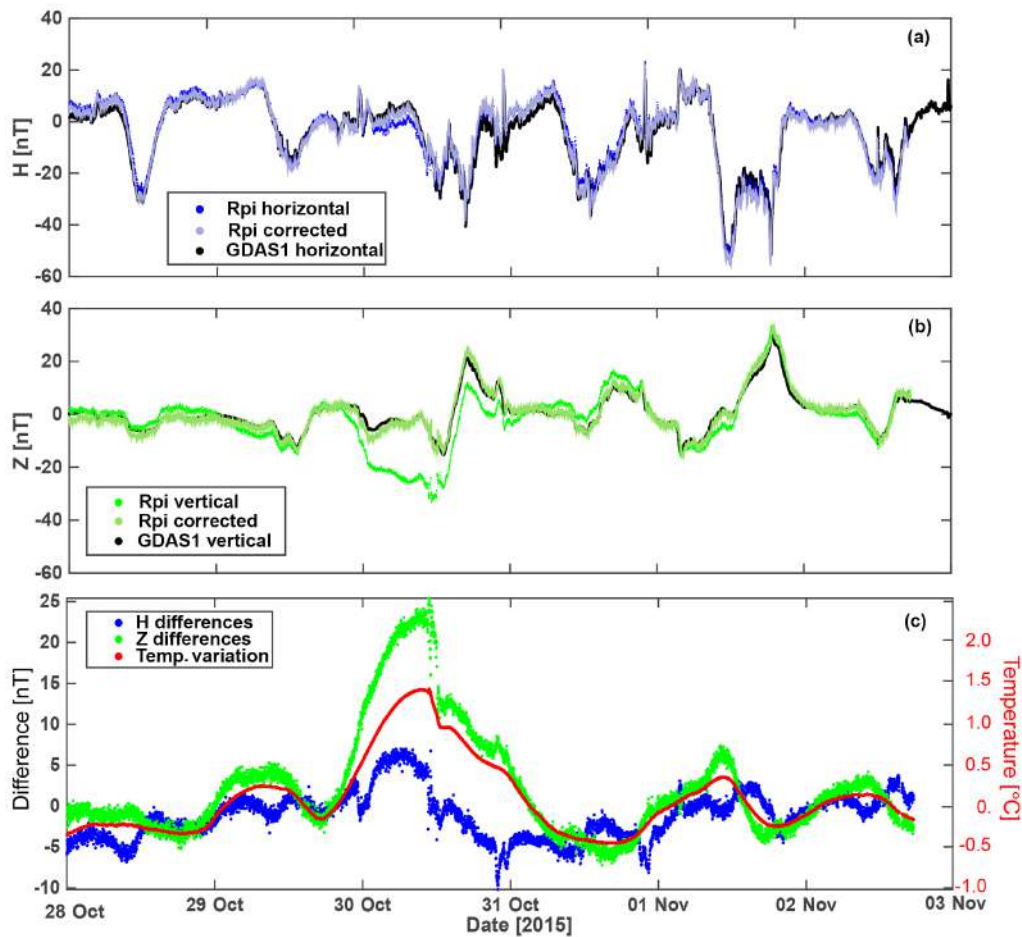 40
20
0
-20
-40
-60
H [nT]
(a)
Rpi horizontal
Rpi corrected
GDAS1 horizontal
40
20
0
-20
-40
-60
Z [nT]
(b)
Rpi vertical
Rpi corrected
GDAS1 vertical
25
20
15
10
5
0
-5
-10
Difference [nT]
H differences
Z differences
Temp. variation
(c)
2.0
1.5
1.0
0.5
0.0
-0.5
-1.0
Temperature [°C]
28 Oct 29 Oct 30 Oct 31 Oct 01 Nov 02 Nov 03 Nov
Date [2015]